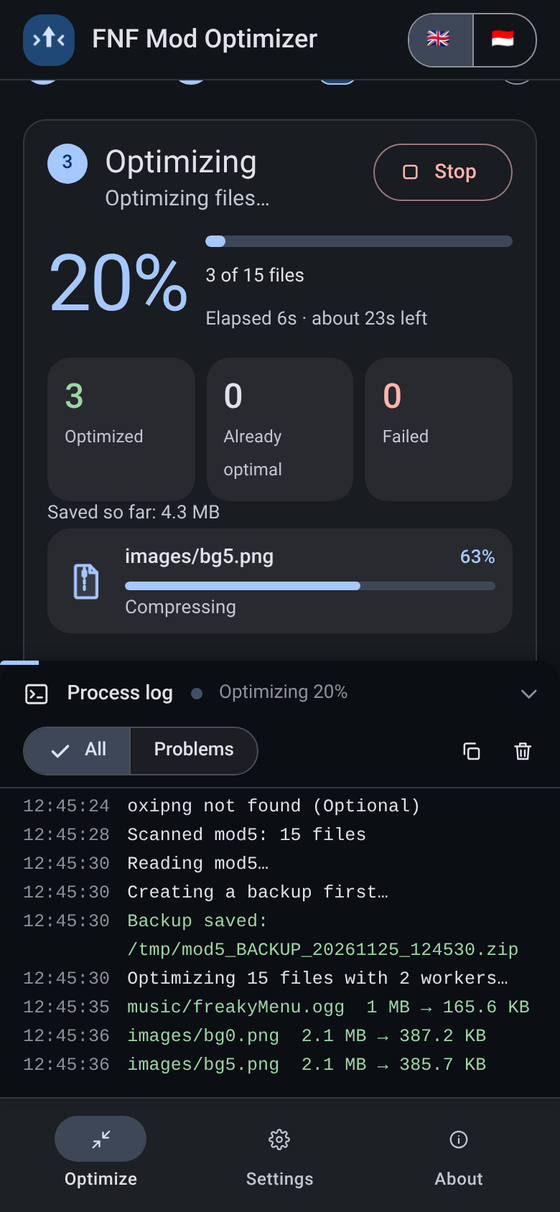 FNF Mod Optimizer
3
Optimizing
Stop
Optimizing files…
20%
3 of 15 files
Elapsed 6s · about 23s left
3
Optimized
0
Already
optimal
0
Failed
Saved so far: 4.3 MB
images/bg5.png 63%
Compressing
Process log Optimizing 20%
All Problems
12:45:24 oxipng not found (Optional)
12:45:28 Scanned mod5: 15 files
12:45:30 Reading mod5…
12:45:30 Creating a backup first…
12:45:30 Backup saved:
/tmp/mod5_BACKUP_20261125_124530.zip
12:45:30 Optimizing 15 files with 2 workers…
12:45:35 music/freakyMenu.ogg 1 MB → 165.6 KB
12:45:36 images/bg0.png 2.1 MB → 387.2 KB
12:45:36 images/bg5.png 2.1 MB → 385.7 KB
Optimize Settings About